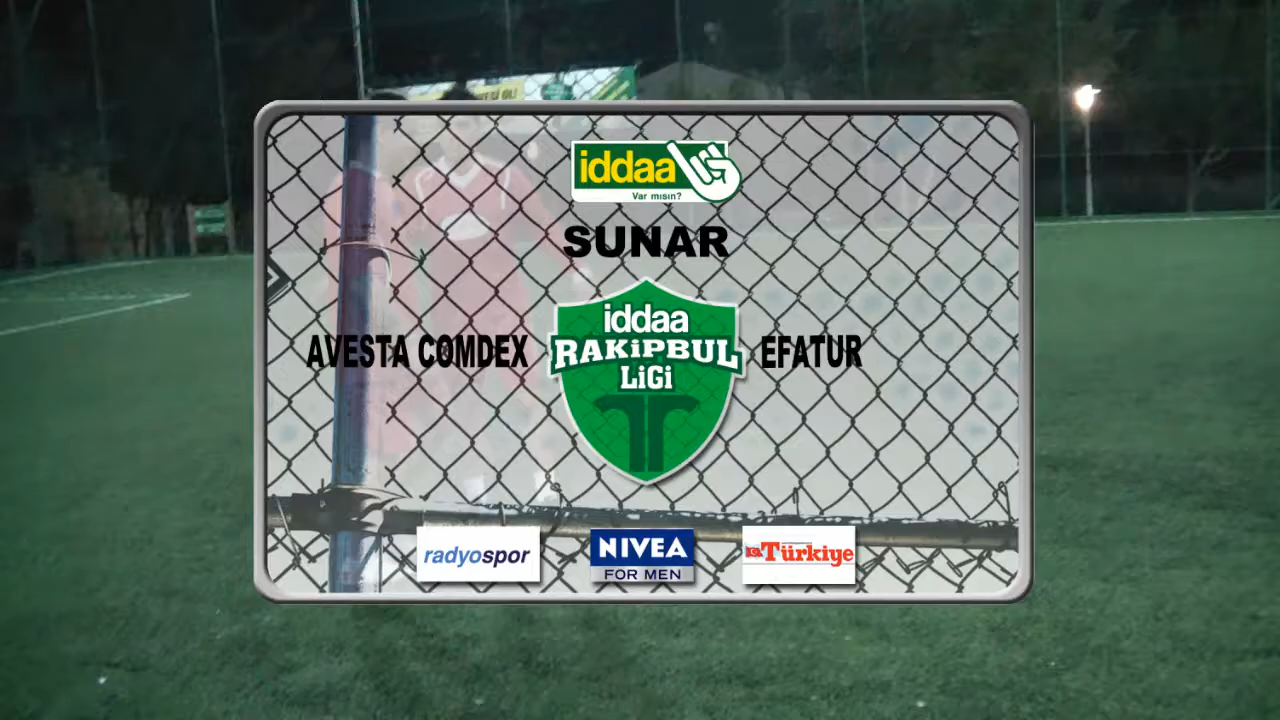 iddaa
Var mısın?
SUNAR
iddaa
RAKiPBUL
LiGi
AVESTA COMDEX
EFATUR
radyospor
NIVEA
FOR MEN
Türkiye